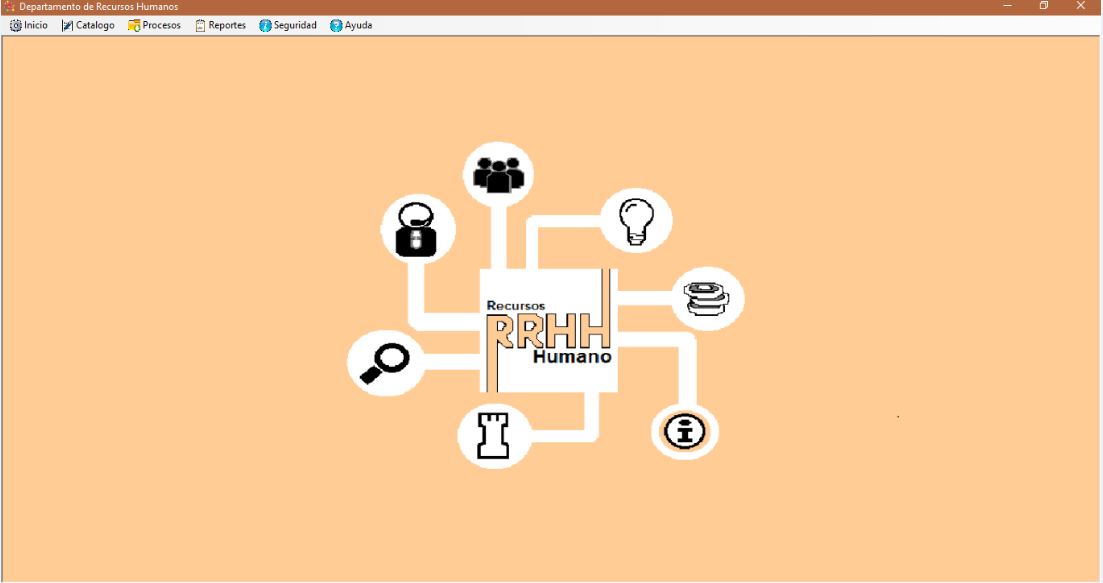 Departamento de Recursos Humanos
Inicio Catalogo Procesos Reportes Seguridad Ayuda
Recursos
RRHH
Humano